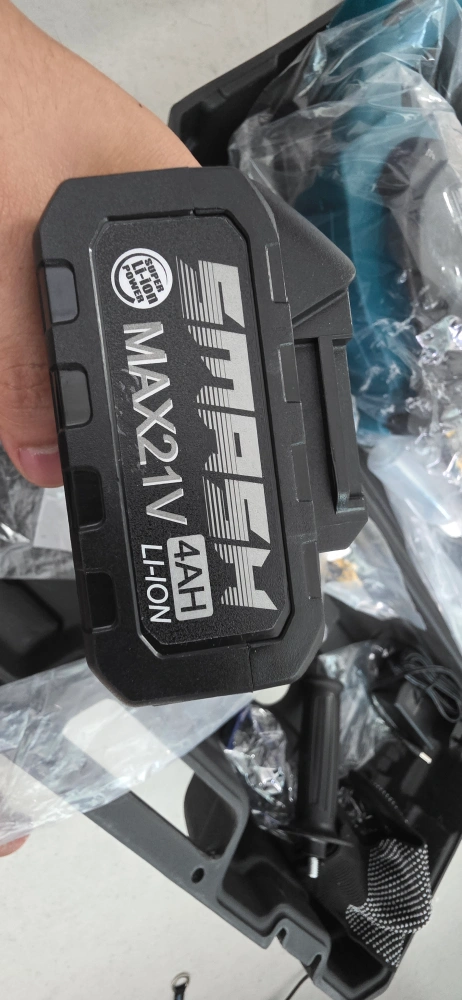 SMASH
SUPER
Li-ion
POWER
MAX21V
4AH
LI-ION